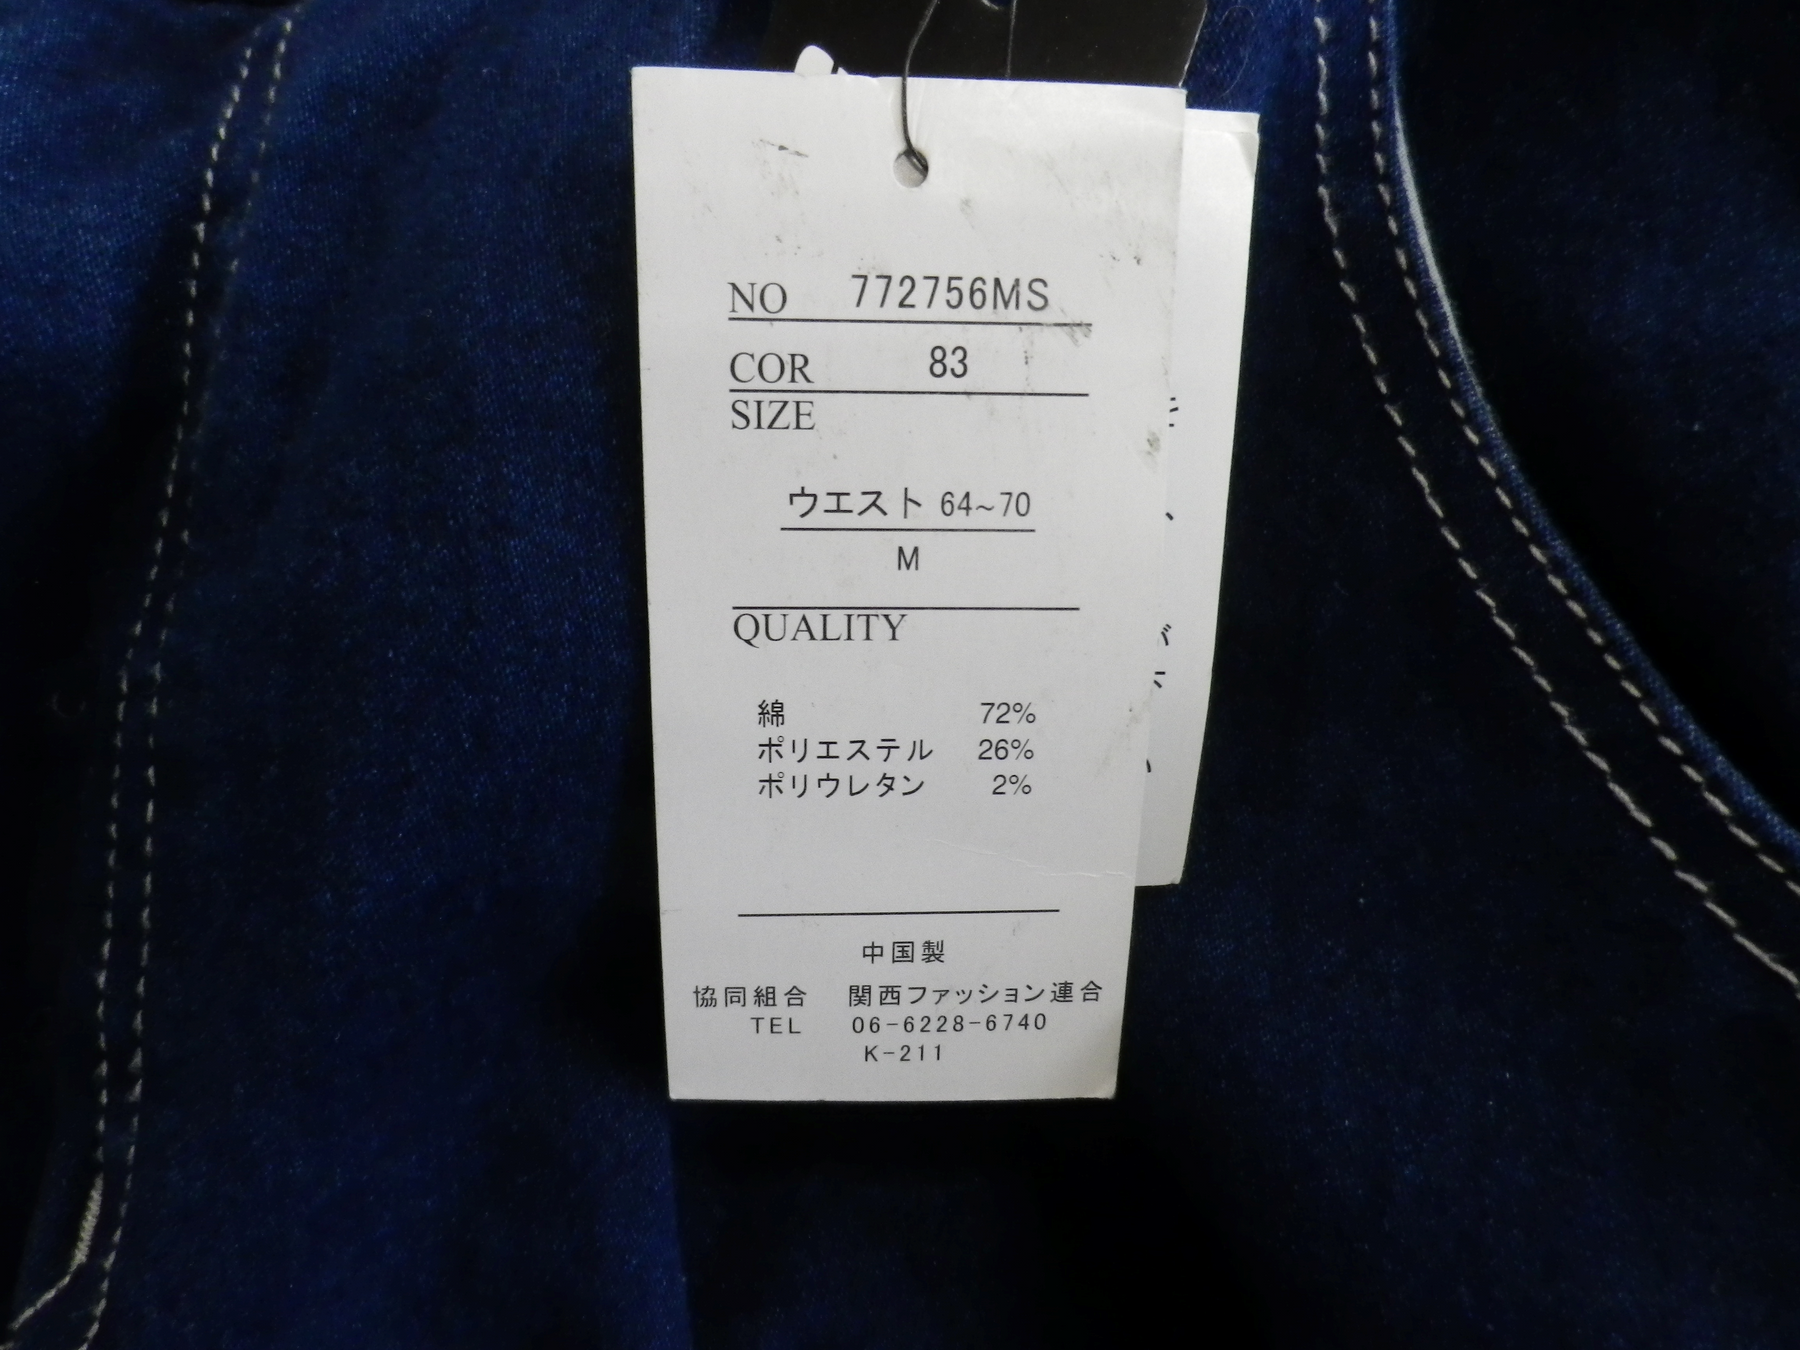 NO 772756MS
COR 83
SIZE
ウエスト 64~70
M
QUALITY
綿 72%
ポリエステル 26%
ポリウレタン 2%
中国製
協同組合 関西ファッション連合
TEL 06-6228-6740
K-211